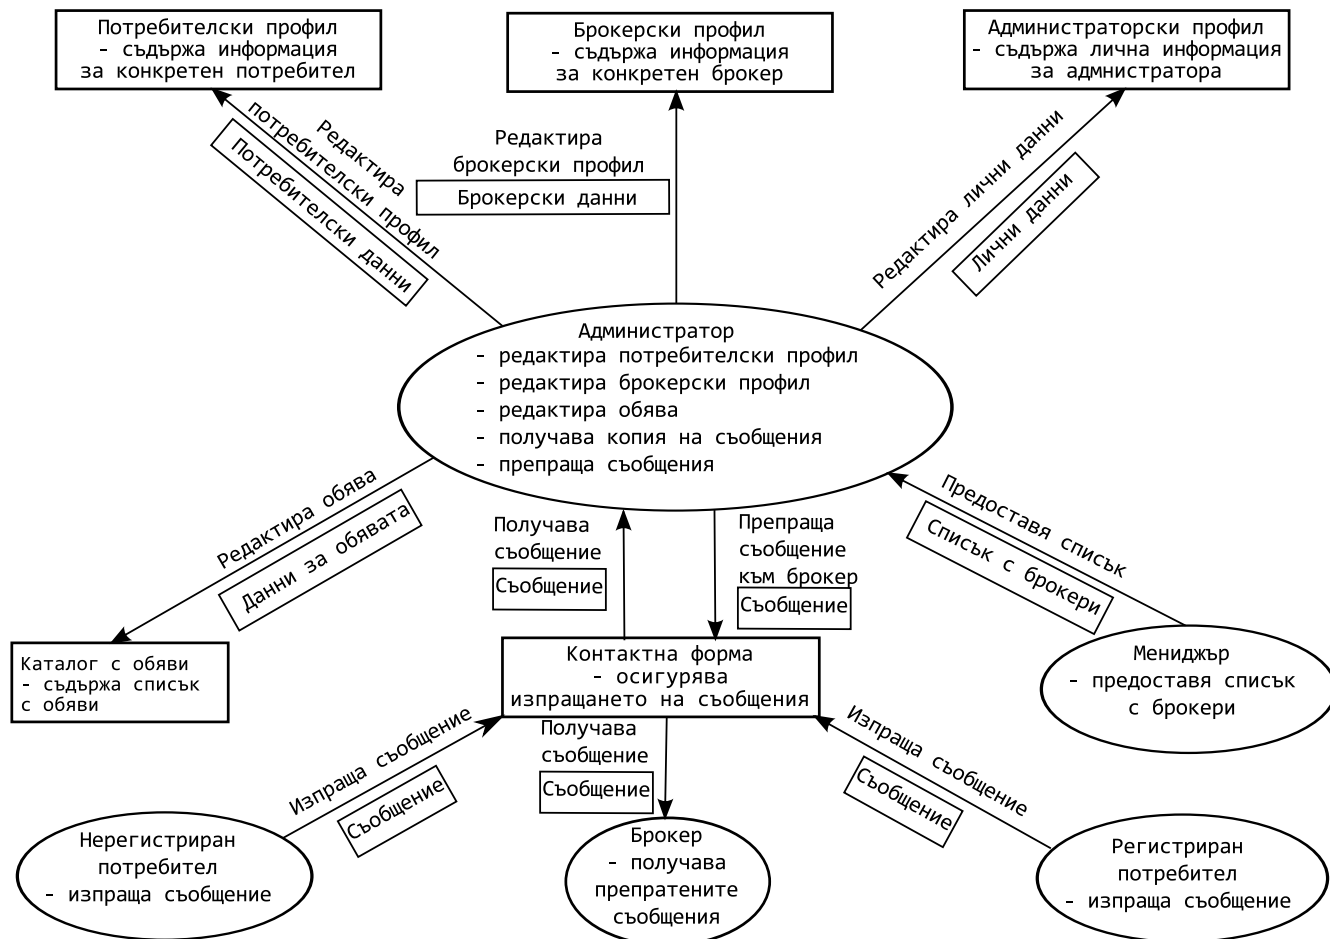 Потребителски профил
- съдържа информация
за конкретен потребител
Брокерски профил
- съдържа информация
за конкретен брокер
Администраторски профил
- съдържа лична информация
за адмнистратора
Редактира
потребителски профил
Потребителски данни
Редактира
брокерски профил
Брокерски данни
Редактира лични данни
Лични данни
Администратор
- редактира потребителски профил
- редактира брокерски профил
- редактира обява
- получава копия на съобщения
- препраща съобщения
Редактира обява
Данни за обявата
Получава
съобщение
Съобщение
Препраща
съобщение
към брокер
Съобщение
Предоставя списък
Списък с брокери
Каталог с обяви
- съдържа списък
с обяви
Контактна форма
- осигурява
изпращането на съобщения
Мениджър
- предоставя списък
с брокери
Изпраща съобщение
Съобщение
Получава
съобщение
Съобщение
Изпраща съобщение
Съобщение
Нерегистриран
потребител
- изпраща съобщение
Брокер
- получава
препратените
съобщения
Регистриран
потребител
- изпраща съобщение